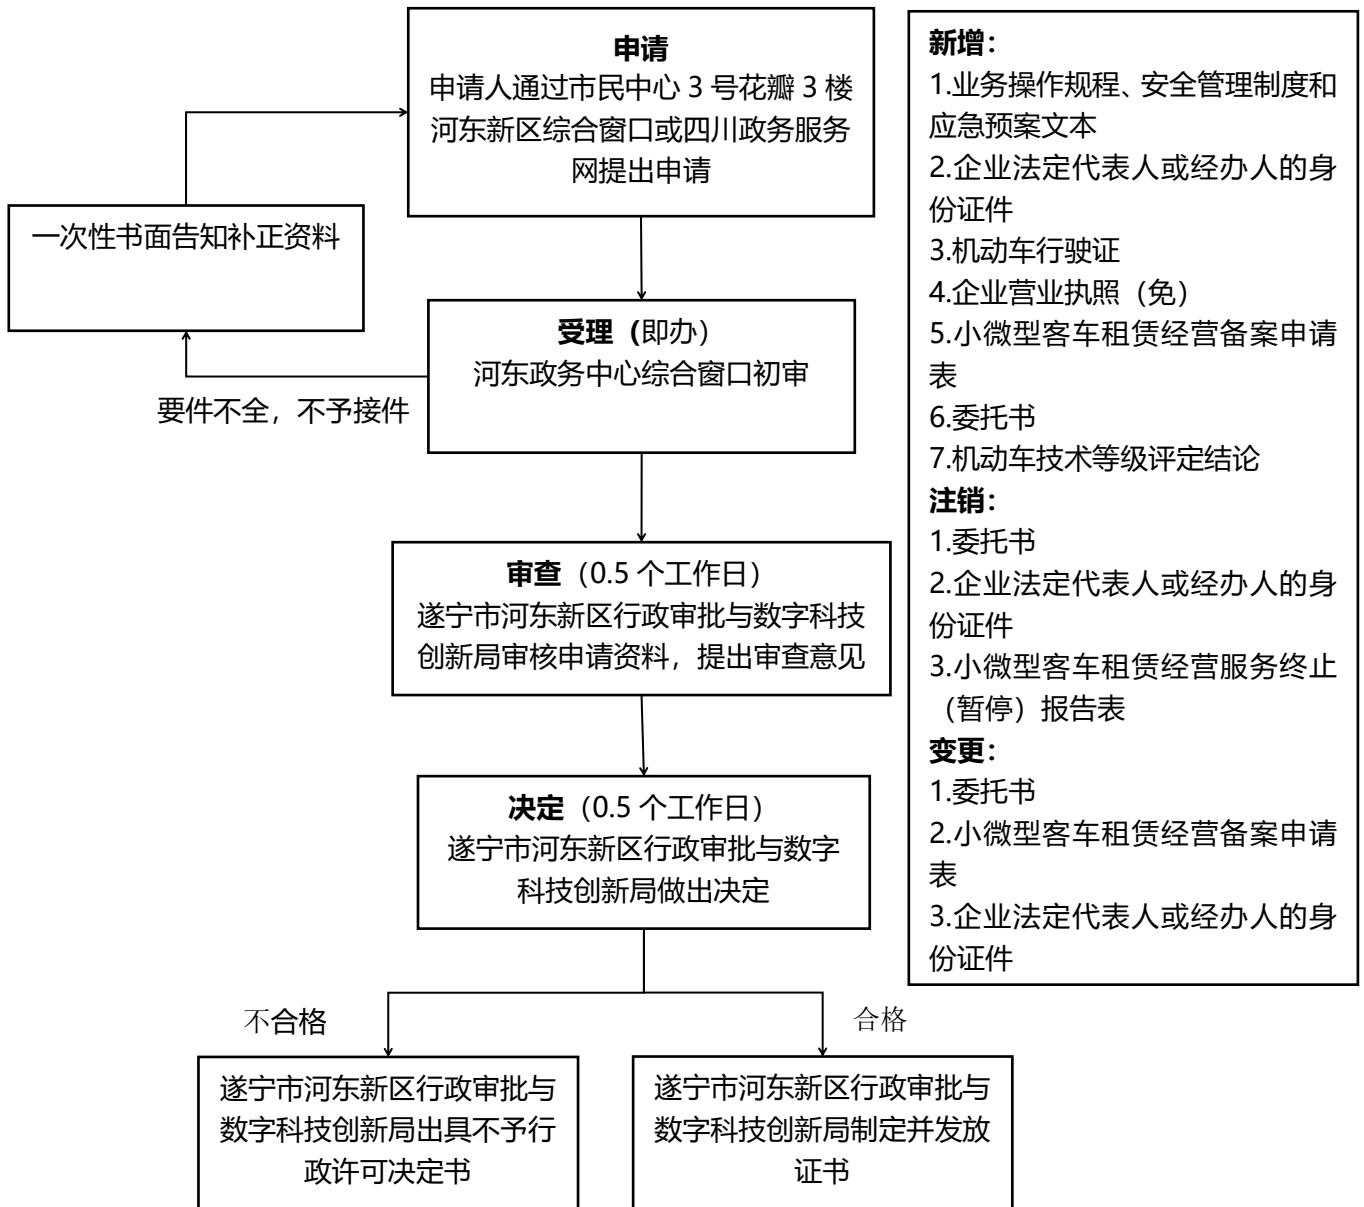 申请
申请人通过市民中心 3 号花瓣 3 楼
河东新区综合窗口或四川政务服务
网提出申请
一次性书面告知补正资料
受理（即办）
河东政务中心综合窗口初审
要件不全，不予接件
审查（0.5 个工作日）
遂宁市河东新区行政审批与数字科技
创新局审核申请资料，提出审查意见
决定（0.5 个工作日）
遂宁市河东新区行政审批与数字
科技创新局做出决定
不合格
合格
遂宁市河东新区行政审批与
数字科技创新局出具不予行
政许可决定书
遂宁市河东新区行政审批与
数字科技创新局制定并发放
证书
新增：
1.业务操作规程、安全管理制度和
应急预案文本
2.企业法定代表人或经办人的身
份证件
3.机动车行驶证
4.企业营业执照（免）
5.小微型客车租赁经营备案申请
表
6.委托书
7.机动车技术等级评定结论
注销：
1.委托书
2.企业法定代表人或经办人的身
份证件
3.小微型客车租赁经营服务终止
（暂停）报告表
变更：
1.委托书
2.小微型客车租赁经营备案申请
表
3.企业法定代表人或经办人的身
份证件